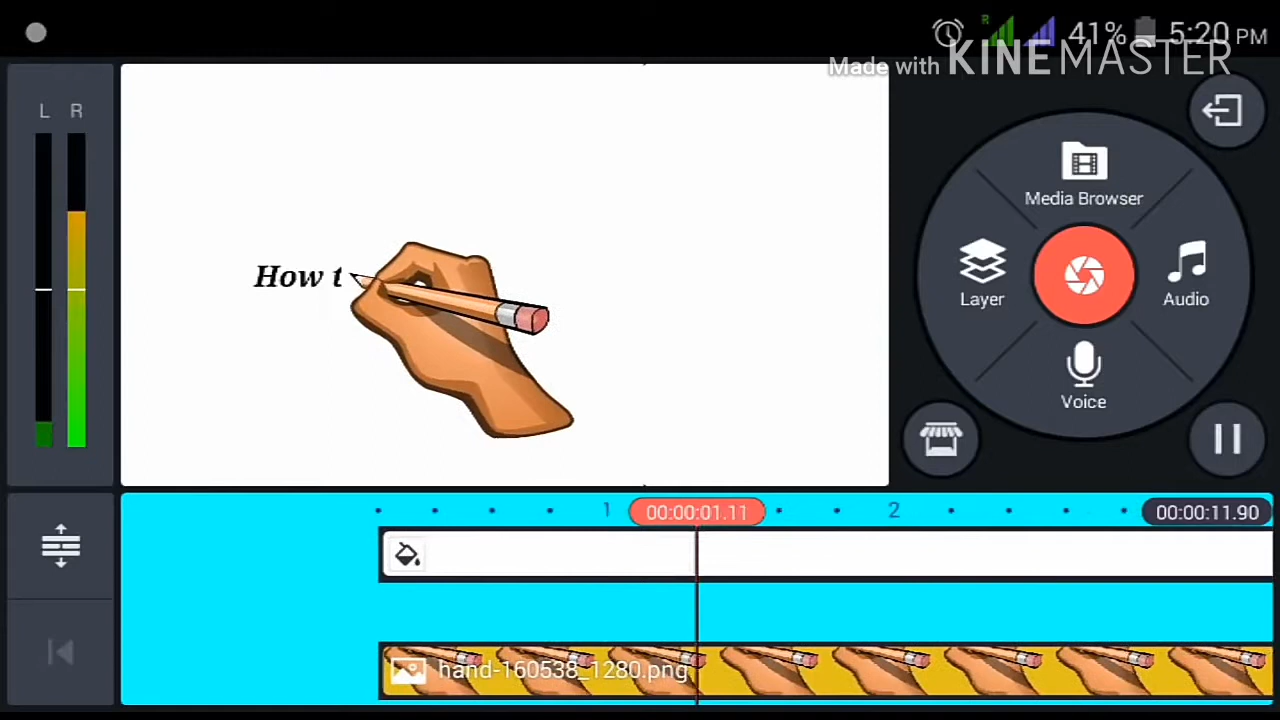 R 41% 5:20 PM
Made with KINEMASTER
L R
Media Browser
How t
Layer
Audio
Voice
1 00:00:01.11 2 00:00:11.90
hand-160538_1280.png